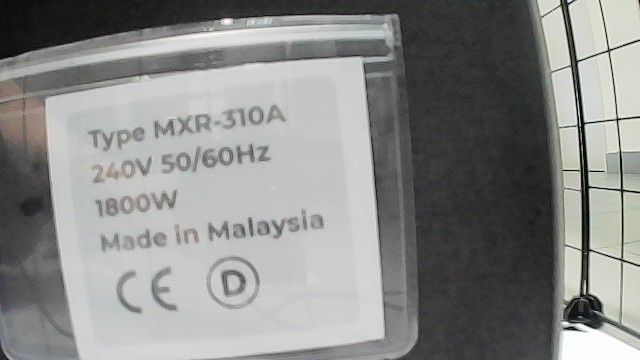 Type MXR-310A
240V 50/60Hz
1800W
Made in Malaysia
CE D